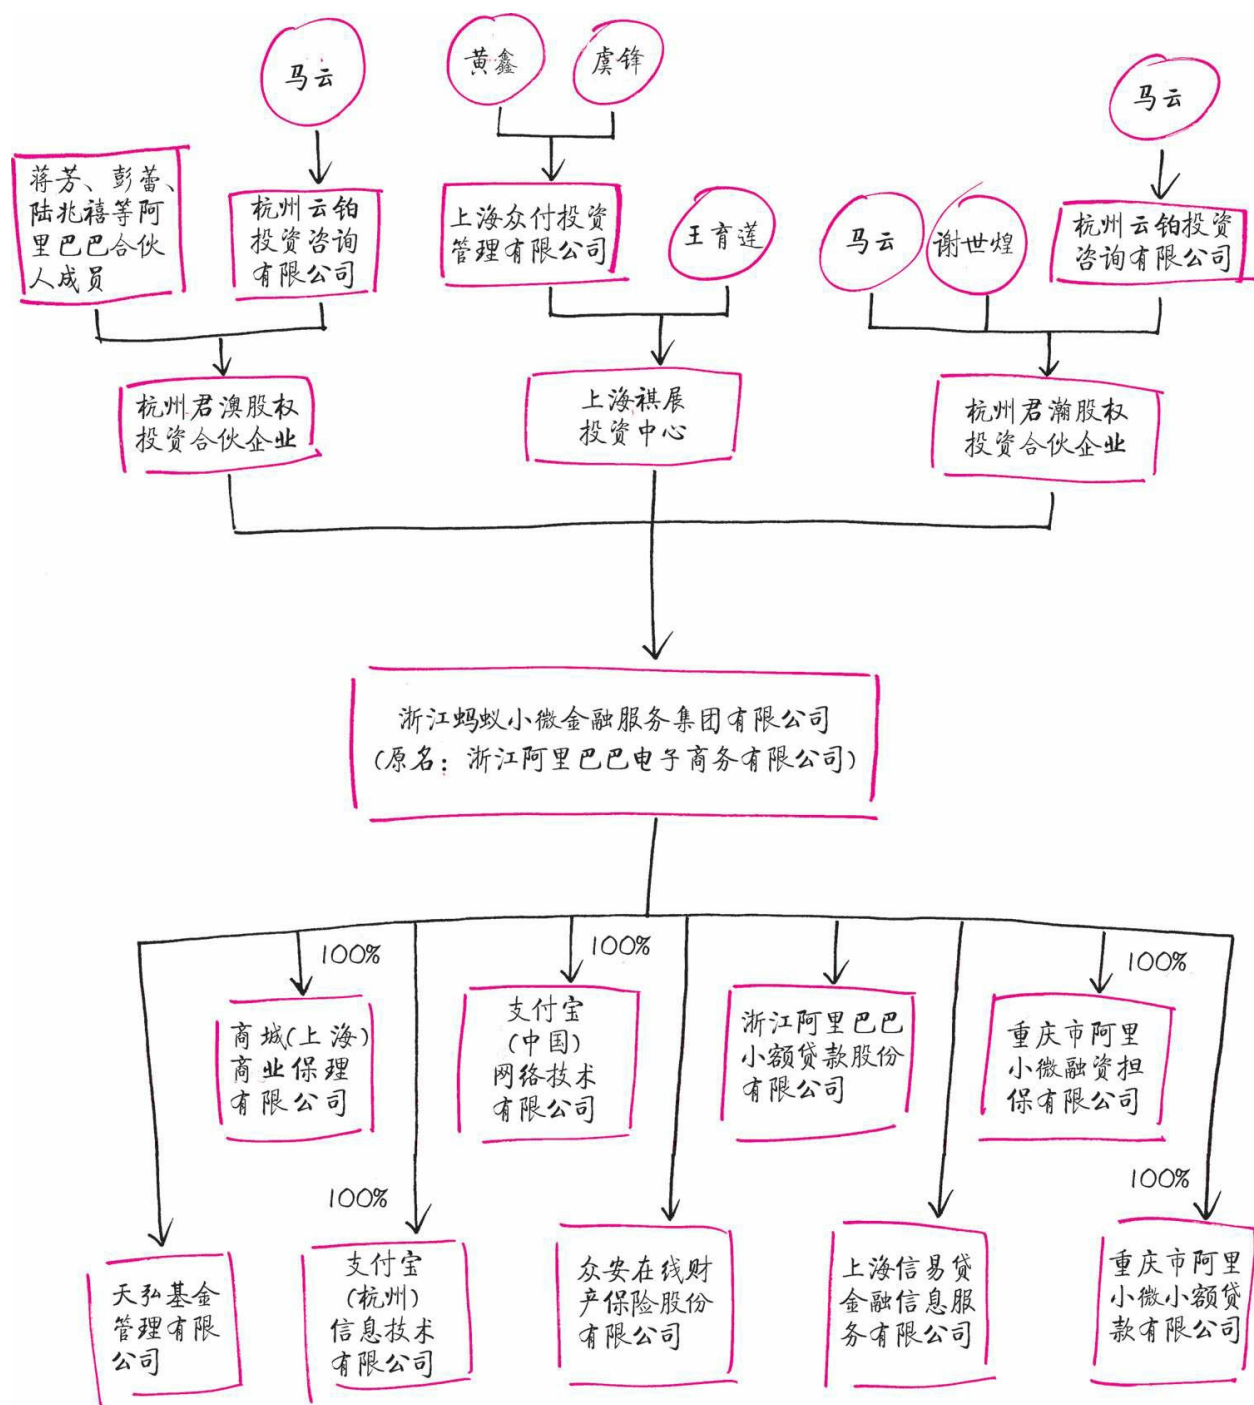 马云
黄鑫
虞锋
马云
蒋芳、彭蕾、
陆兆禧等阿
里巴巴合伙
人成员
杭州云铂
投资咨询
有限公司
上海众付投资
管理有限公司
王育莲
马云
谢世煌
杭州云铂投资
咨询有限公司
杭州君澳股权
投资合伙企业
上海祺展
投资中心
杭州君瀚股权
投资合伙企业
浙江蚂蚁小微金融服务集团有限公司
(原名：浙江阿里巴巴电子商务有限公司)
100%
商城(上海)
商业保理
有限公司
100%
支付宝
(中国)
网络技术
有限公司
浙江阿里巴巴
小额贷款股份
有限公司
100%
重庆市阿里
小微融资担
保有限公司
天弘基金
管理有限
公司
100%
支付宝
(杭州)
信息技术
有限公司
众安在线财
产保险股份
有限公司
上海信易贷
金融信息服
务有限公司
100%
重庆市阿里
小微小额贷
款有限公司